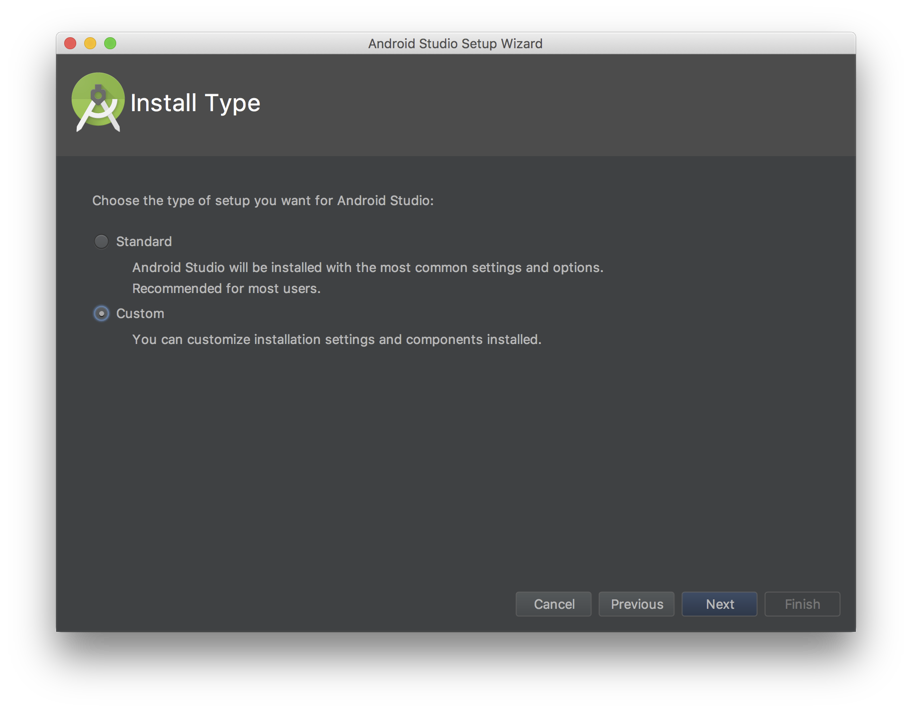 Android Studio Setup Wizard
Install Type
Choose the type of setup you want for Android Studio:
Standard
Android Studio will be installed with the most common settings and options.
Recommended for most users.
Custom
You can customize installation settings and components installed.
Cancel Previous Next Finish